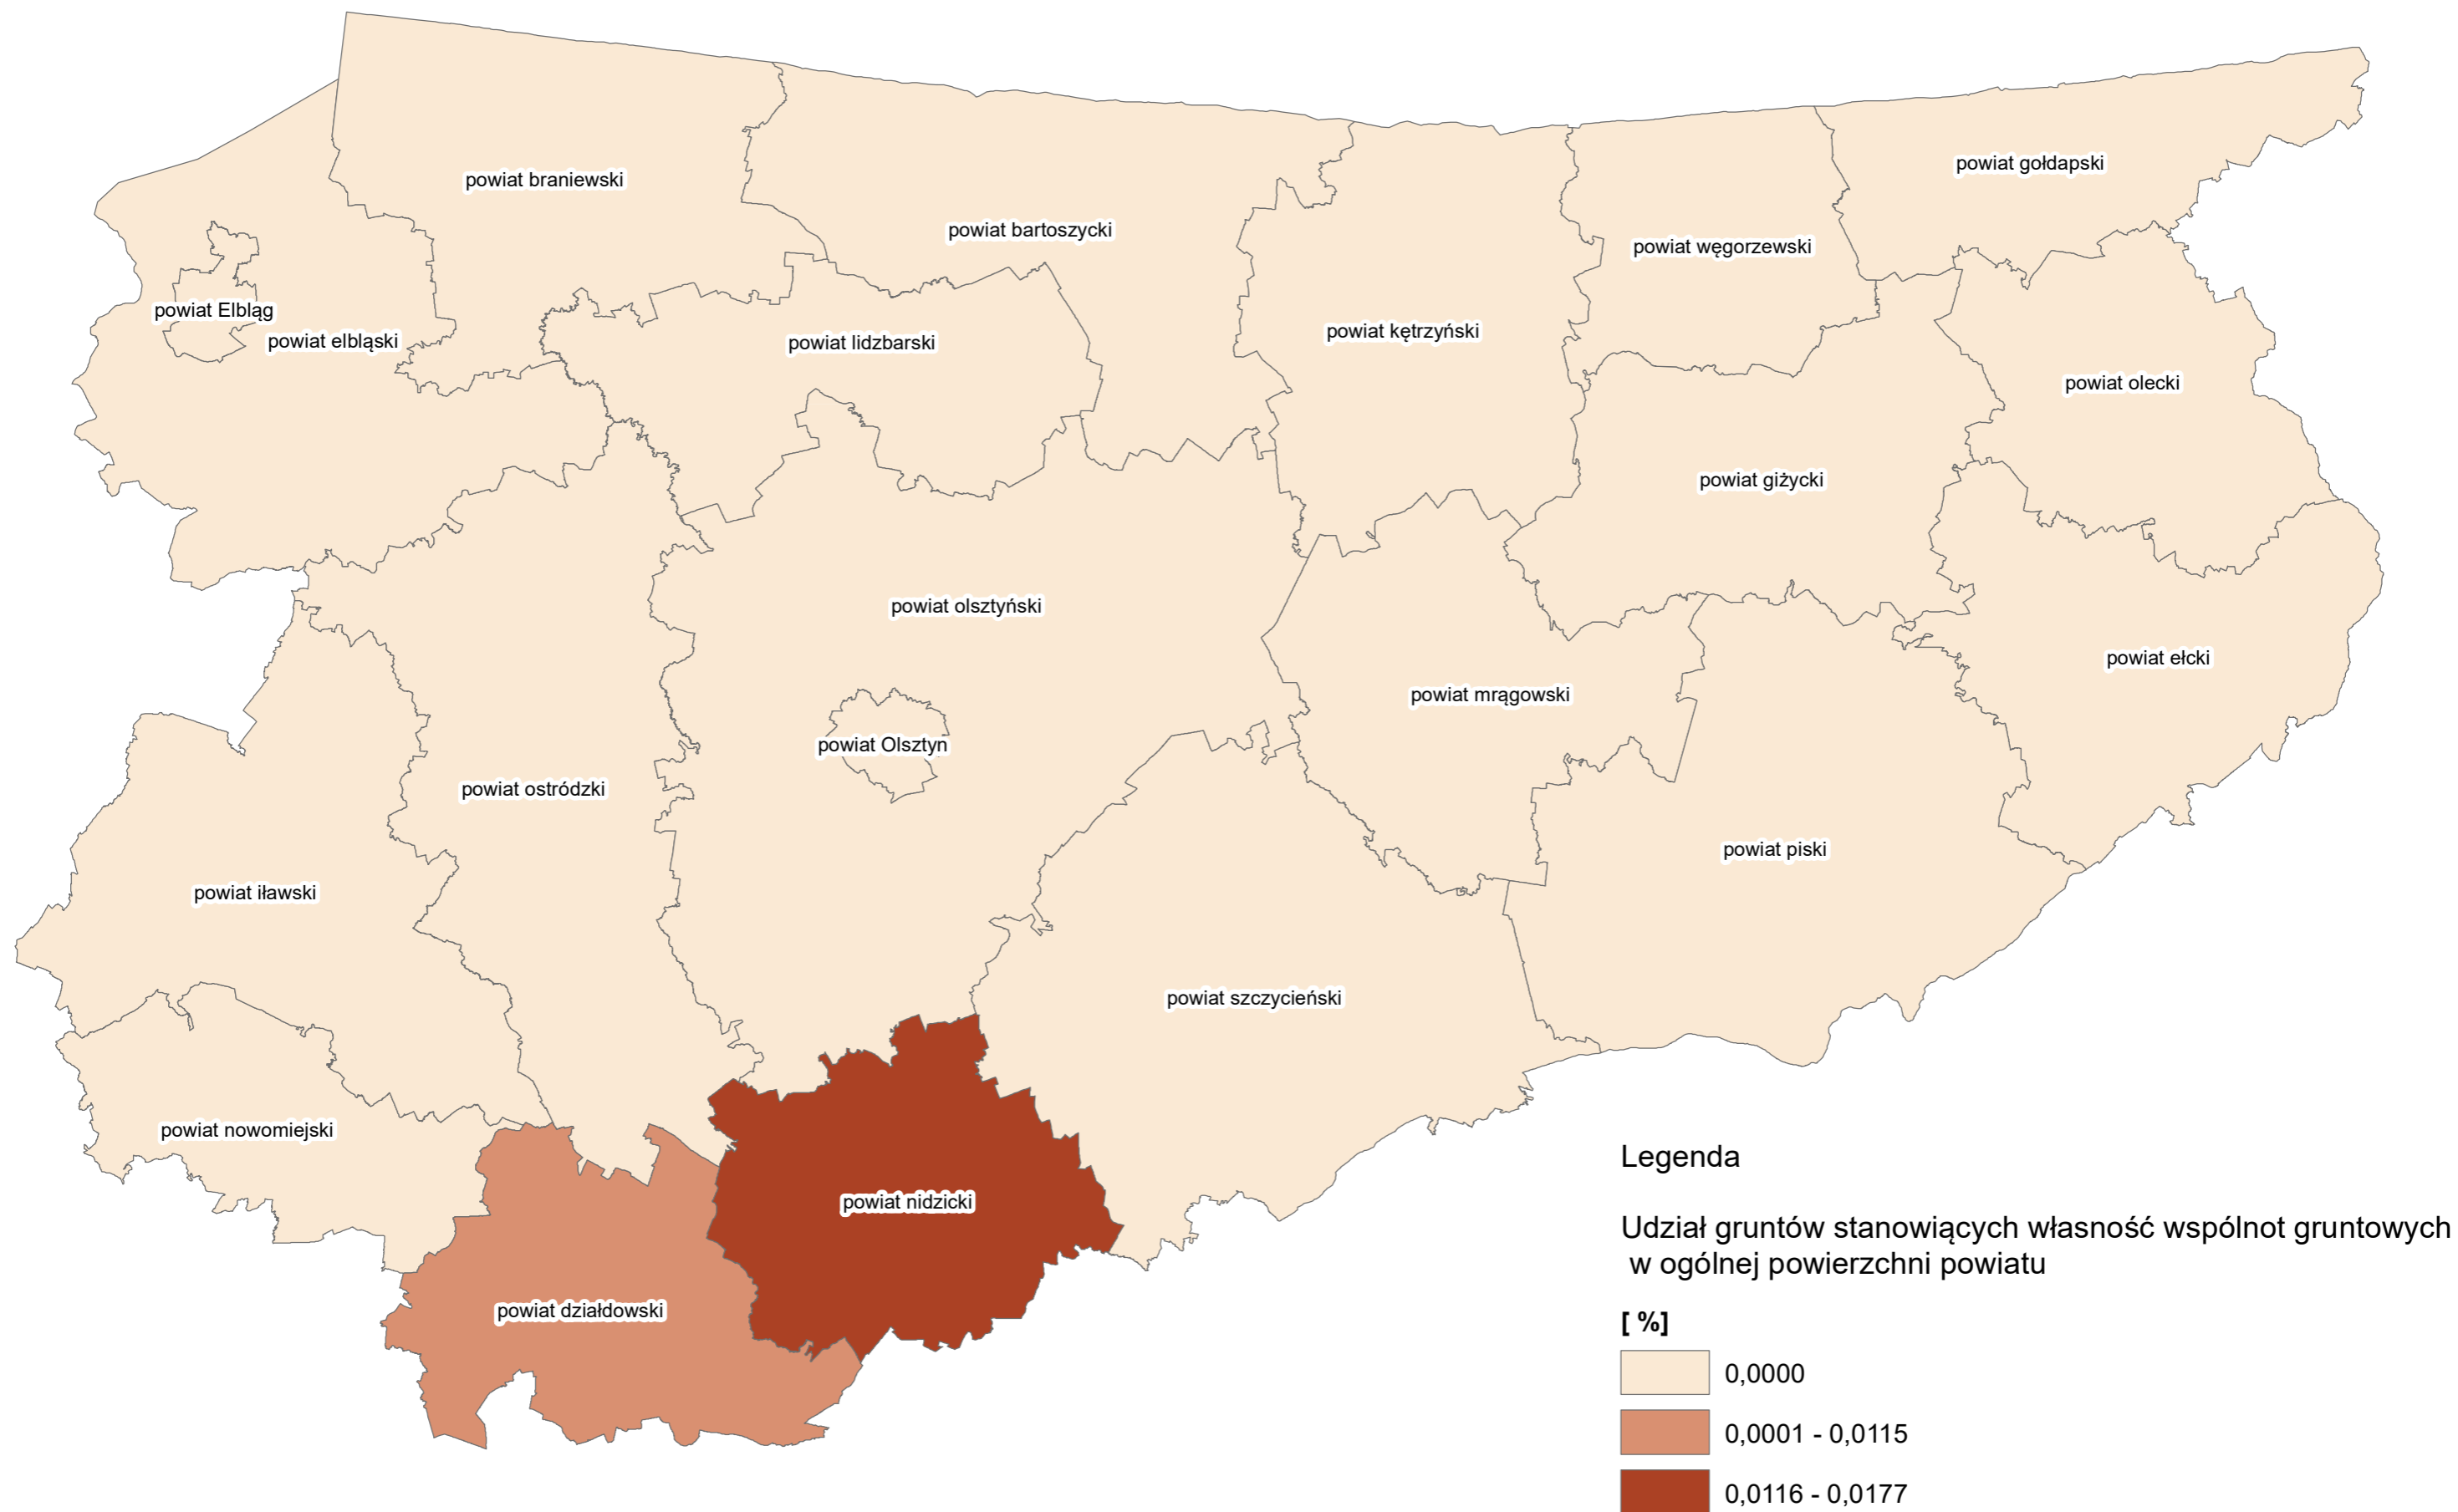 powiat gołdapski
powiat braniewski
powiat bartoszycki
powiat węgorzewski
powiat Elbląg
powiat kętrzyński
powiat elbląski
powiat lidzbarski
powiat olecki
powiat giżycki
powiat olsztyński
powiat ełcki
powiat mrągowski
powiat Olsztyn
powiat ostródzki
powiat piski
powiat iławski
powiat szczycieński
powiat nowomiejski
powiat nidzicki
powiat działdowski
Legenda
Udział gruntów stanowiących własność wspólnot gruntowych
w ogólnej powierzchni powiatu
[ %]
0,0000
0,0001 - 0,0115
0,0116 - 0,0177